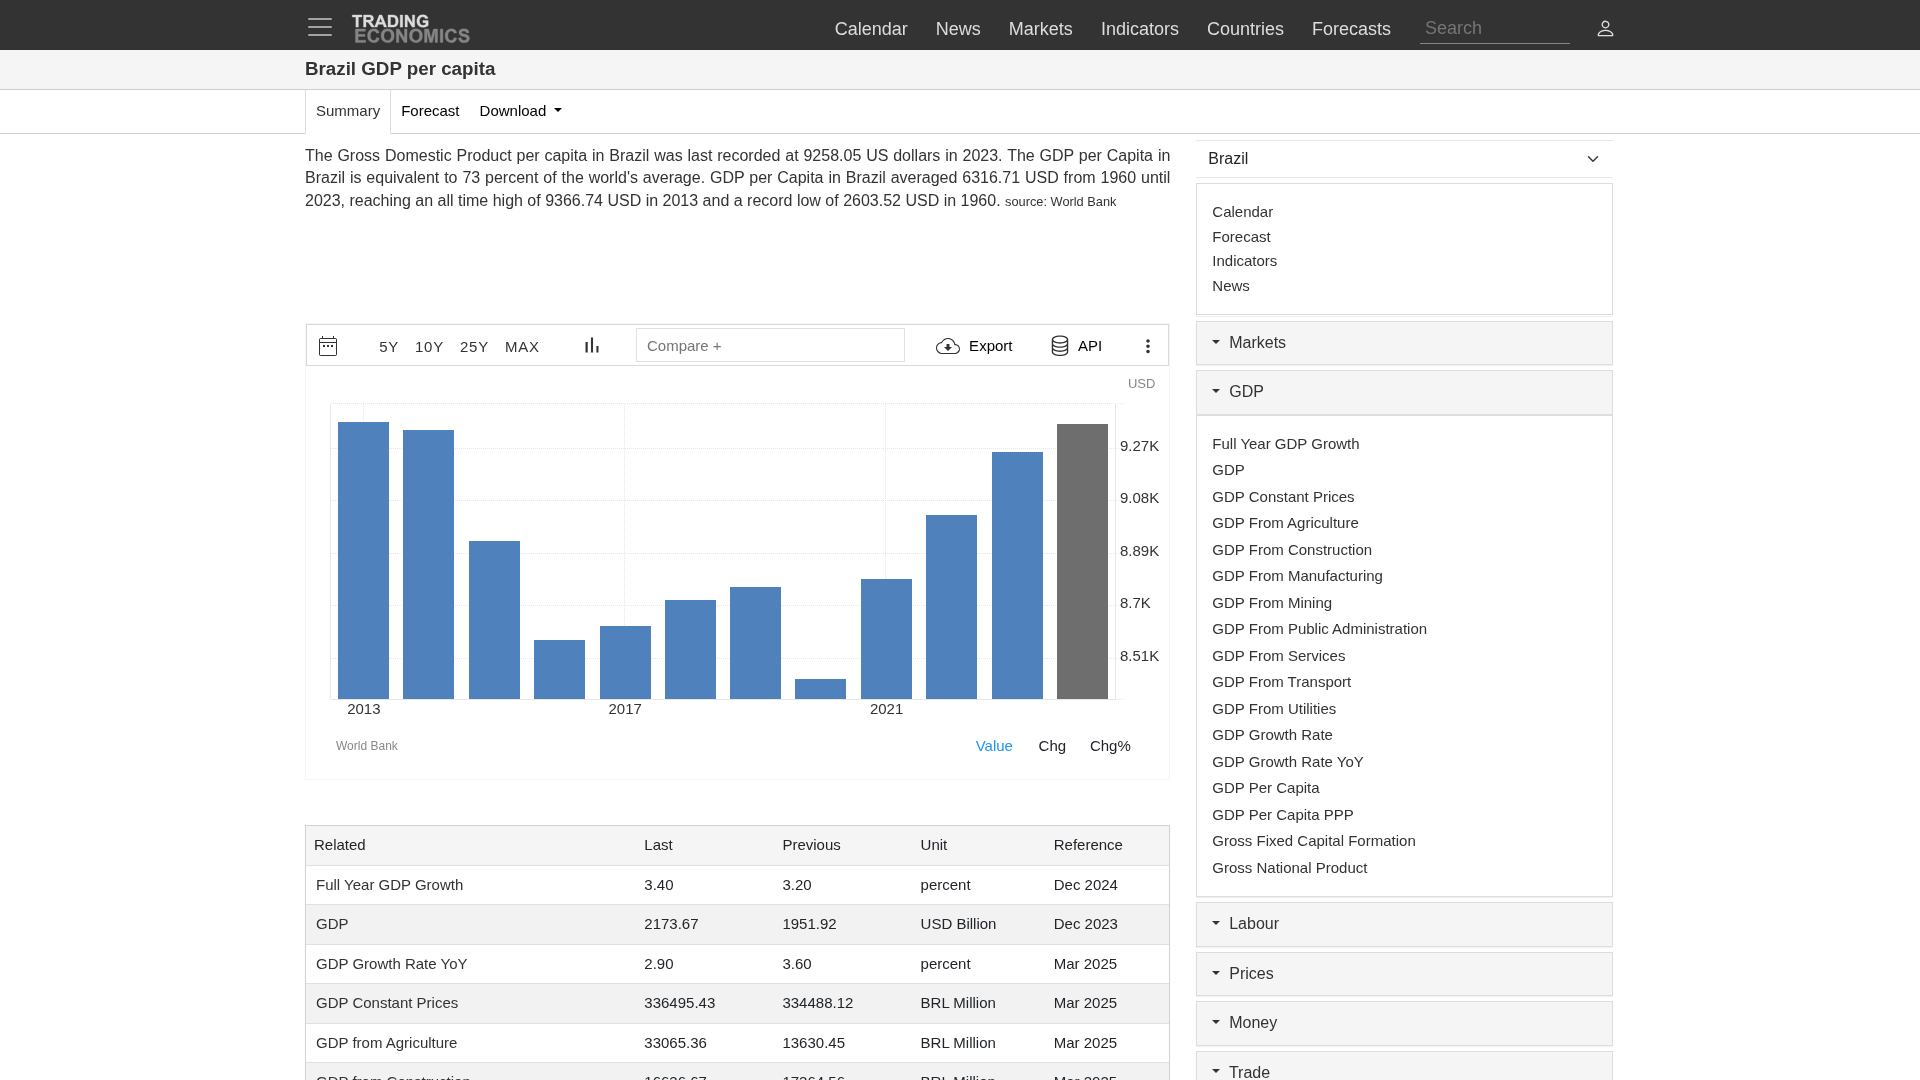 TRADING
ECONOMICS
Calendar News Markets Indicators Countries Forecasts Search
Brazil GDP per capita
Summary Forecast Download
The Gross Domestic Product per capita in Brazil was last recorded at 9258.05 US dollars in 2023. The GDP per Capita in
Brazil is equivalent to 73 percent of the world's average. GDP per Capita in Brazil averaged 6316.71 USD from 1960 until
2023, reaching an all time high of 9366.74 USD in 2013 and a record low of 2603.52 USD in 1960. source: World Bank
5Y 10Y 25Y MAX Compare + Export API
USD
9.27K
9.08K
8.89K
8.7K
8.51K
2013 2017 2021
World Bank Value Chg Chg%
Related Last Previous Unit Reference
Full Year GDP Growth 3.40 3.20 percent Dec 2024
GDP 2173.67 1951.92 USD Billion Dec 2023
GDP Growth Rate YoY 2.90 3.60 percent Mar 2025
GDP Constant Prices 336495.43 334488.12 BRL Million Mar 2025
GDP from Agriculture 33065.36 13630.45 BRL Million Mar 2025
GDP from Construction 16636.67 17364.56 BRL Million Mar 2025
Brazil
Calendar
Forecast
Indicators
News
Markets
GDP
Full Year GDP Growth
GDP
GDP Constant Prices
GDP From Agriculture
GDP From Construction
GDP From Manufacturing
GDP From Mining
GDP From Public Administration
GDP From Services
GDP From Transport
GDP From Utilities
GDP Growth Rate
GDP Growth Rate YoY
GDP Per Capita
GDP Per Capita PPP
Gross Fixed Capital Formation
Gross National Product
Labour
Prices
Money
Trade